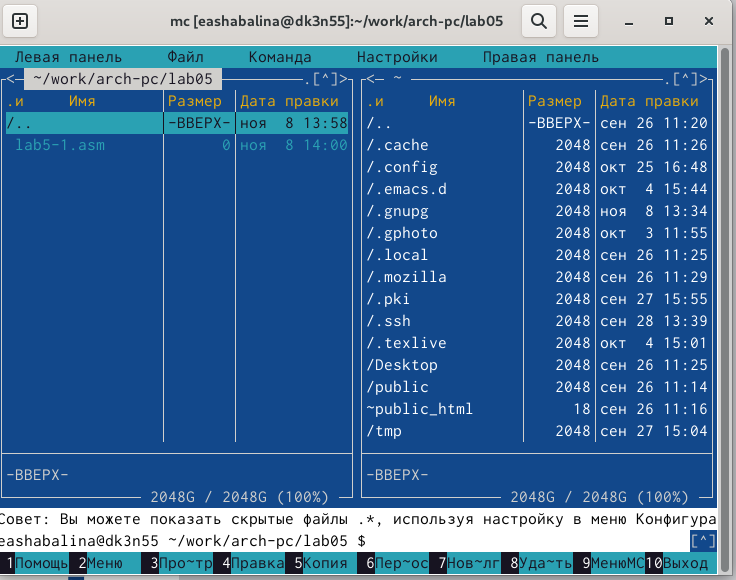 mc [eashabalina@dk3n55]:~/work/arch-pc/lab05
Левая панель Файл Команда Настройки Правая панель
<─ ~/work/arch-pc/lab05 .[^]> <─ ~ .[^]>
.и Имя Размер Дата правки .и Имя Размер Дата правки
/.. -ВВЕРХ- ноя 8 13:58 /.. -ВВЕРХ- сен 26 11:20
lab5-1.asm 0 ноя 8 14:00 /.cache 2048 сен 26 11:26
/.config 2048 окт 25 16:48
/.emacs.d 2048 окт 4 15:44
/.gnupg 2048 ноя 8 13:34
/.gphoto 2048 окт 3 11:55
/.local 2048 сен 26 11:25
/.mozilla 2048 сен 26 11:29
/.pki 2048 сен 27 15:55
/.ssh 2048 сен 28 13:39
/.texlive 2048 окт 4 15:01
/Desktop 2048 сен 26 11:25
/public 2048 сен 26 11:14
~public_html 18 сен 26 11:16
/tmp 2048 сен 27 15:04
-ВВЕРХ- -ВВЕРХ-
2048G / 2048G (100%) 2048G / 2048G (100%)
Совет: Вы можете показать скрытые файлы .*, используя настройку в меню Конфигура
eashabalina@dk3n55 ~/work/arch-pc/lab05 $ [^]
1Помощь 2Меню 3Про~тр 4Правка 5Копия 6Пер~ос 7Нов~лг 8Уда~ть 9МенюМС 10Выход